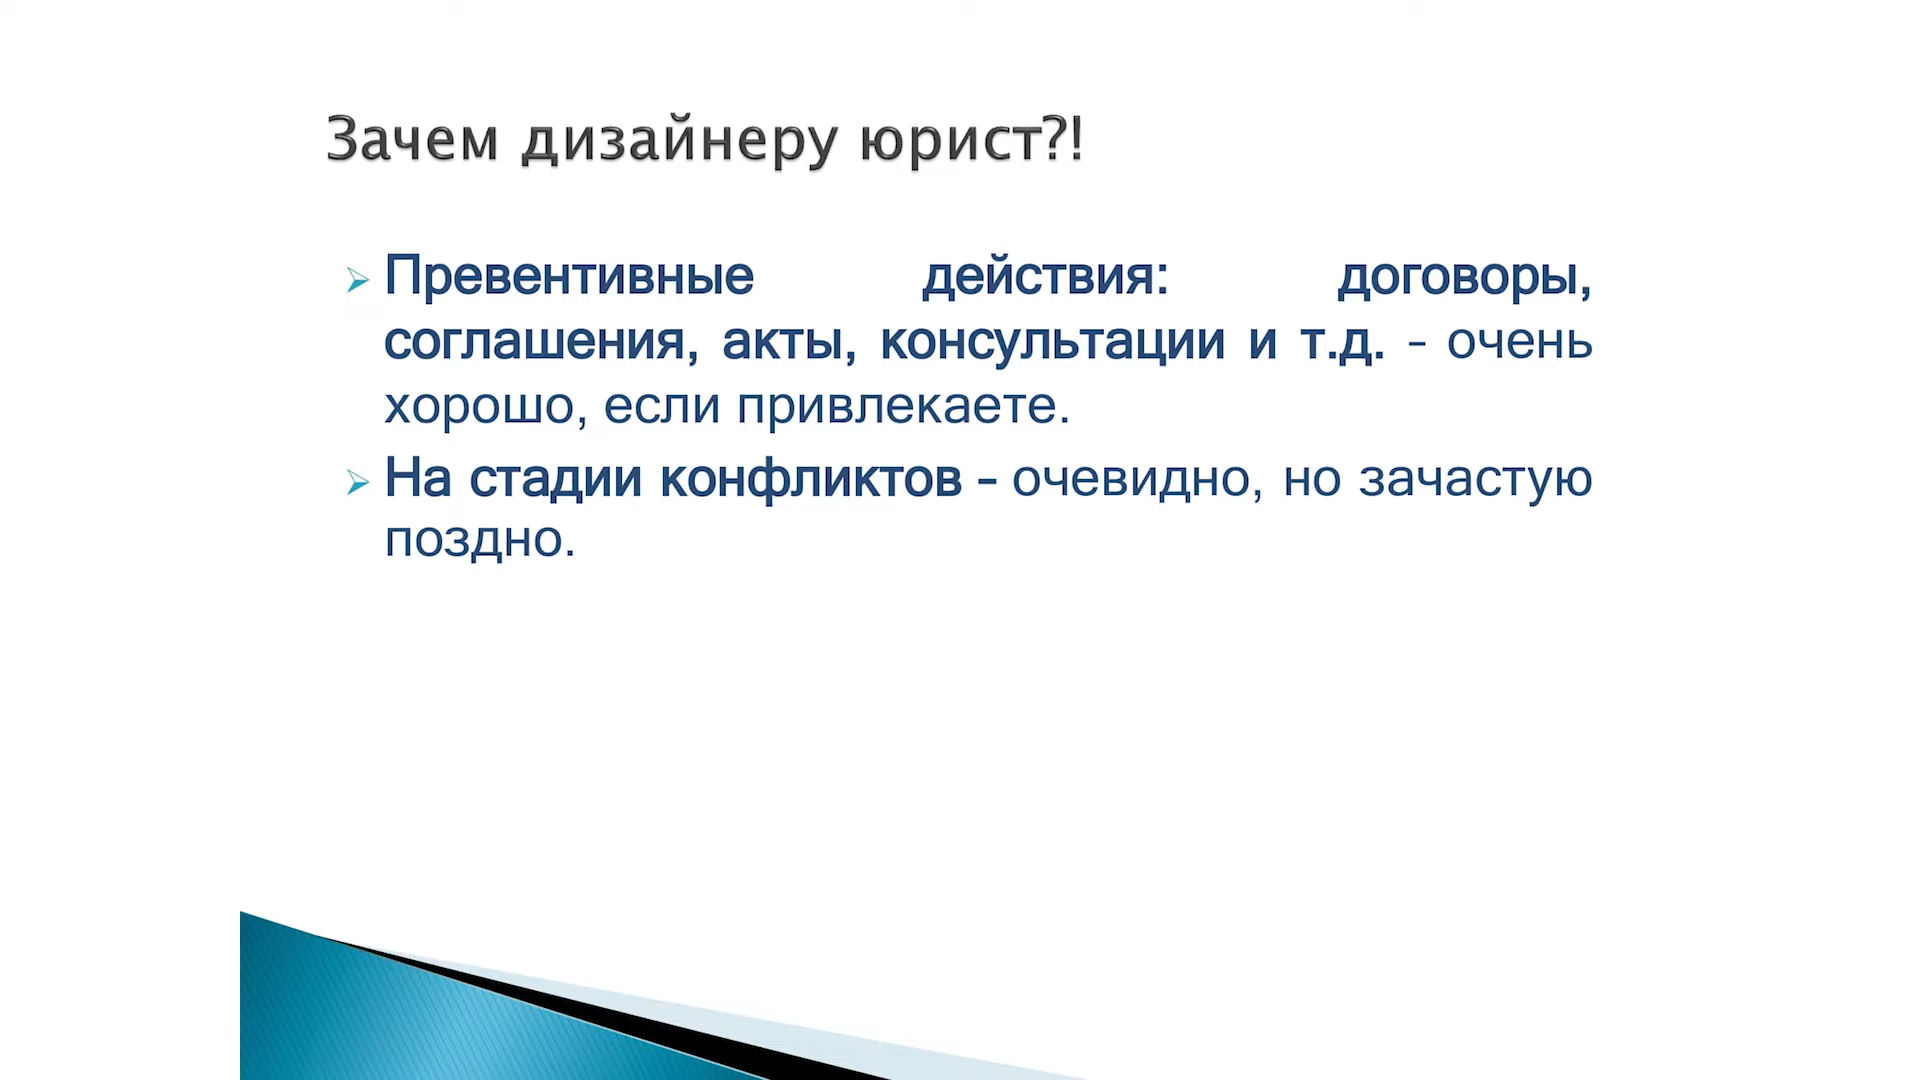 Зачем дизайнеру юрист?!
Превентивные действия: договоры,
соглашения, акты, консультации и т.д. - очень
хорошо, если привлекаете.
На стадии конфликтов – очевидно, но зачастую
поздно.